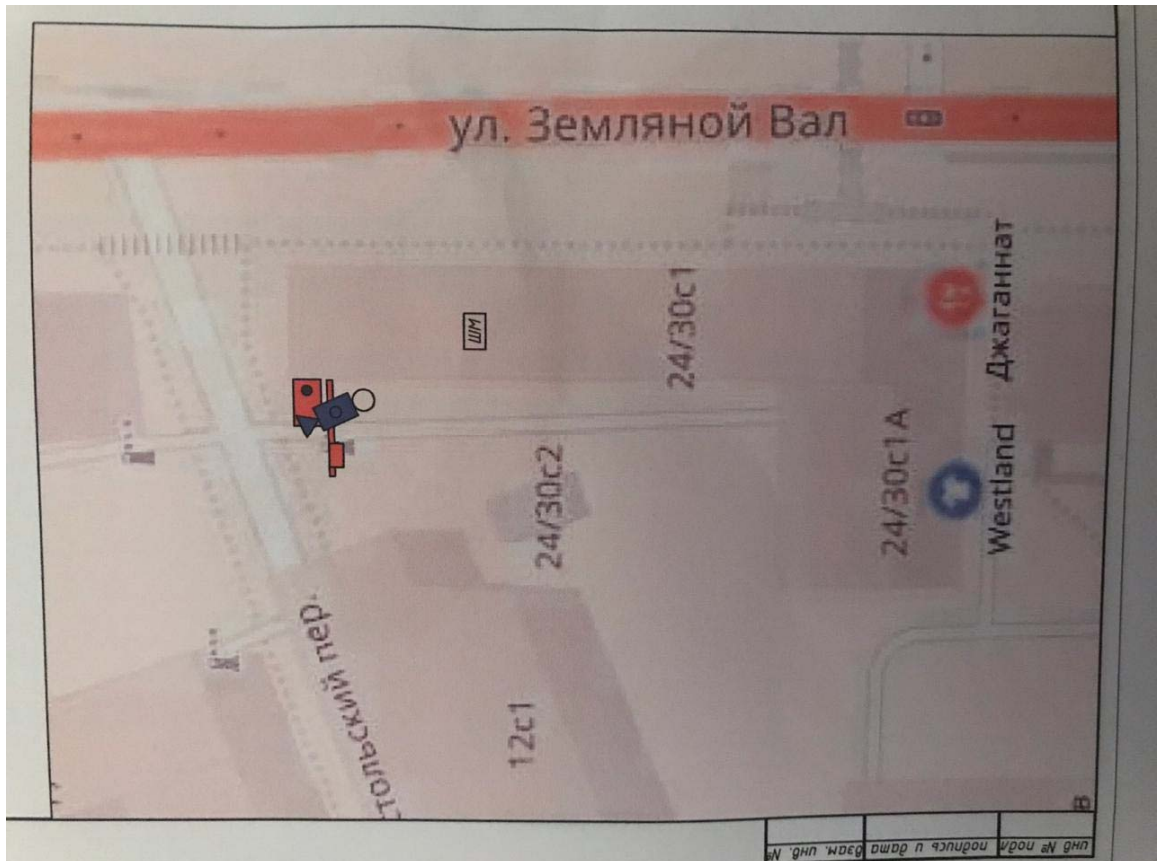 ул. Земляной Вал
24/30с1
ШМ
24/30с2
24/30с1А
Джаганнат
Westland
стольский пер.
12с1
В
взам. инв. №
подпись и дата
инв № подл